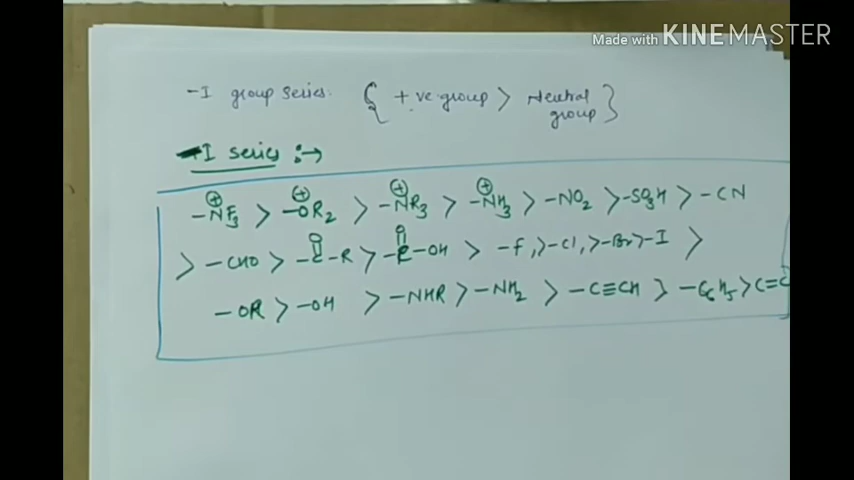 Made with KINEMASTER
-I group series. { +ve group > Neutral group }
-I series :→
-N⊕F₃ > -O⊕R₂ > -N⊕R₃ > -N⊕H₃ > -NO₂ > -SO₃H > -CN
> -CHO > -C(=O)-R > -C(=O)-OH > -F, > -Cl, > -Br > -I >
-OR > -OH > -NHR > -NH₂ > -C≡CH > -C₆H₅ > C=C